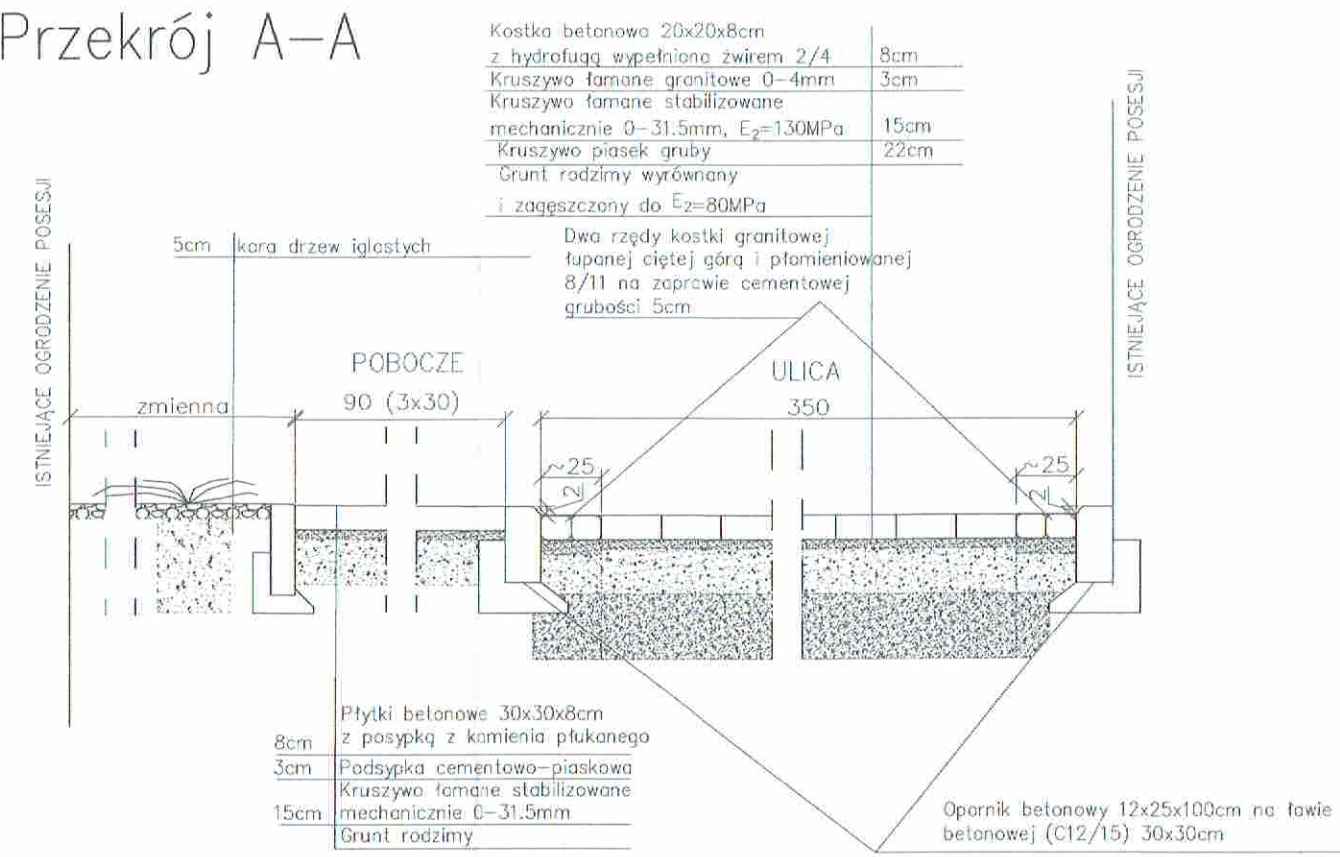 Przekrój A-A
Kostka betonowa 20x20x8cm
z hydrofugą wypełniona żwirem 2/4 8cm
Kruszywo łamane granitowe 0-4mm 3cm
Kruszywo łamane stabilizowane
mechanicznie 0-31.5mm, E2=130MPa 15cm
Kruszywo piasek gruby 22cm
Grunt rodzimy wyrównany
i zagęszczony do E2=80MPa
ISTNIEJĄCE OGRODZENIE POSESJI
ISTNIEJĄCE OGRODZENIE POSESJI
5cm kora drzew iglastych
Dwa rzędy kostki granitowej
łupanej ciętej górą i płomieniowanej
8/11 na zaprawie cementowej
grubości 5cm
POBOCZE
ULICA
zmienna
90 (3x30)
350
~25
~25
2
2
Płytki betonowe 30x30x8cm
8cm z posypką z kamienia płukanego
3cm Podsypka cementowo-piaskowa
Kruszywo łamane stabilizowane
15cm mechanicznie 0-31.5mm
Grunt rodzimy
Opornik betonowy 12x25x100cm na ławie
betonowej (C12/15) 30x30cm